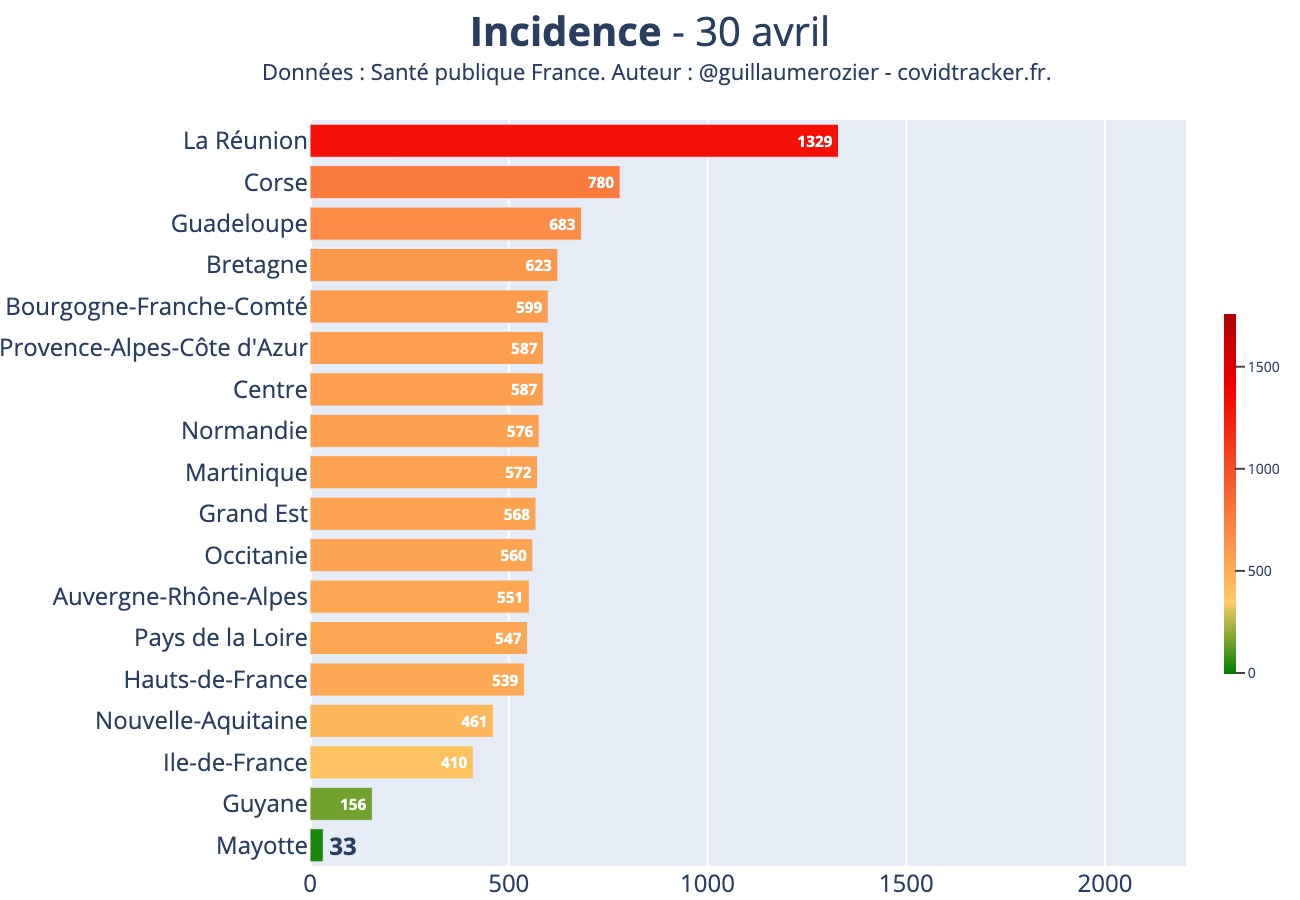 Incidence - 30 avril
Données : Santé publique France. Auteur : @guillaumerozier - covidtracker.fr.
La Réunion 1329
Corse 780
Guadeloupe 683
Bretagne 623
Bourgogne-Franche-Comté 599
Provence-Alpes-Côte d'Azur 587
Centre 587
Normandie 576
Martinique 572
Grand Est 568
Occitanie 560
Auvergne-Rhône-Alpes 551
Pays de la Loire 547
Hauts-de-France 539
Nouvelle-Aquitaine 461
Ile-de-France 410
Guyane 156
Mayotte 33
0 500 1000 1500 2000
1500
1000
500
0